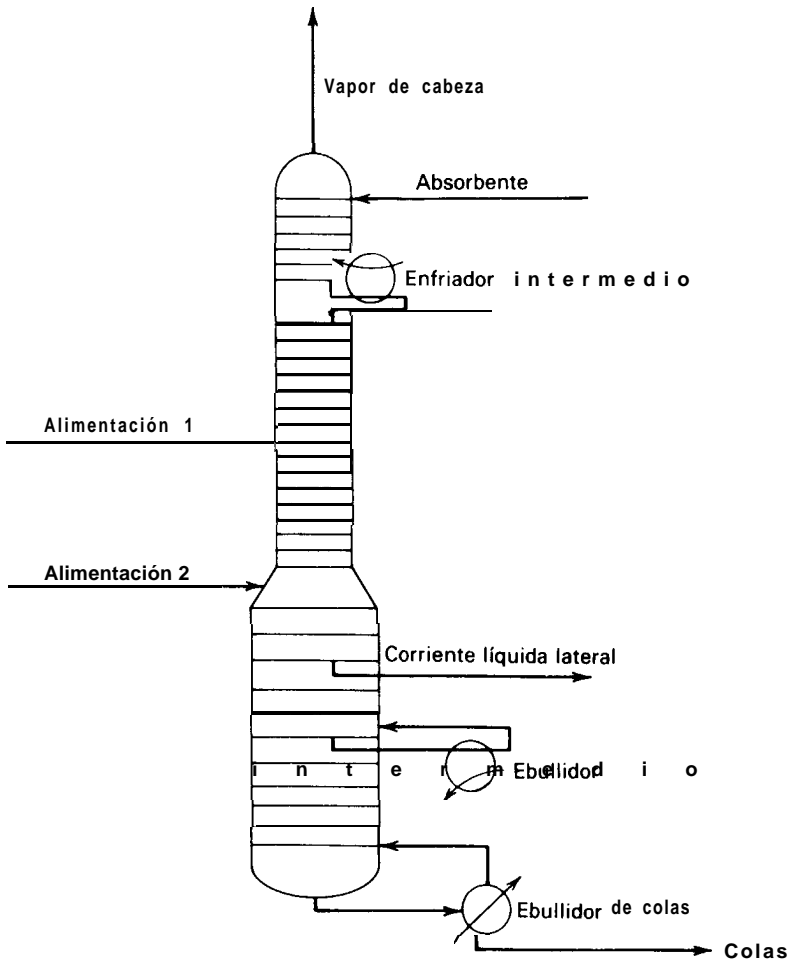 Vapor de cabeza
Absorbente
Enfriador intermedio
Alimentación 1
Alimentación 2
Corriente líquida lateral
Ebullidor
intermedio
Ebullidor de colas
Colas